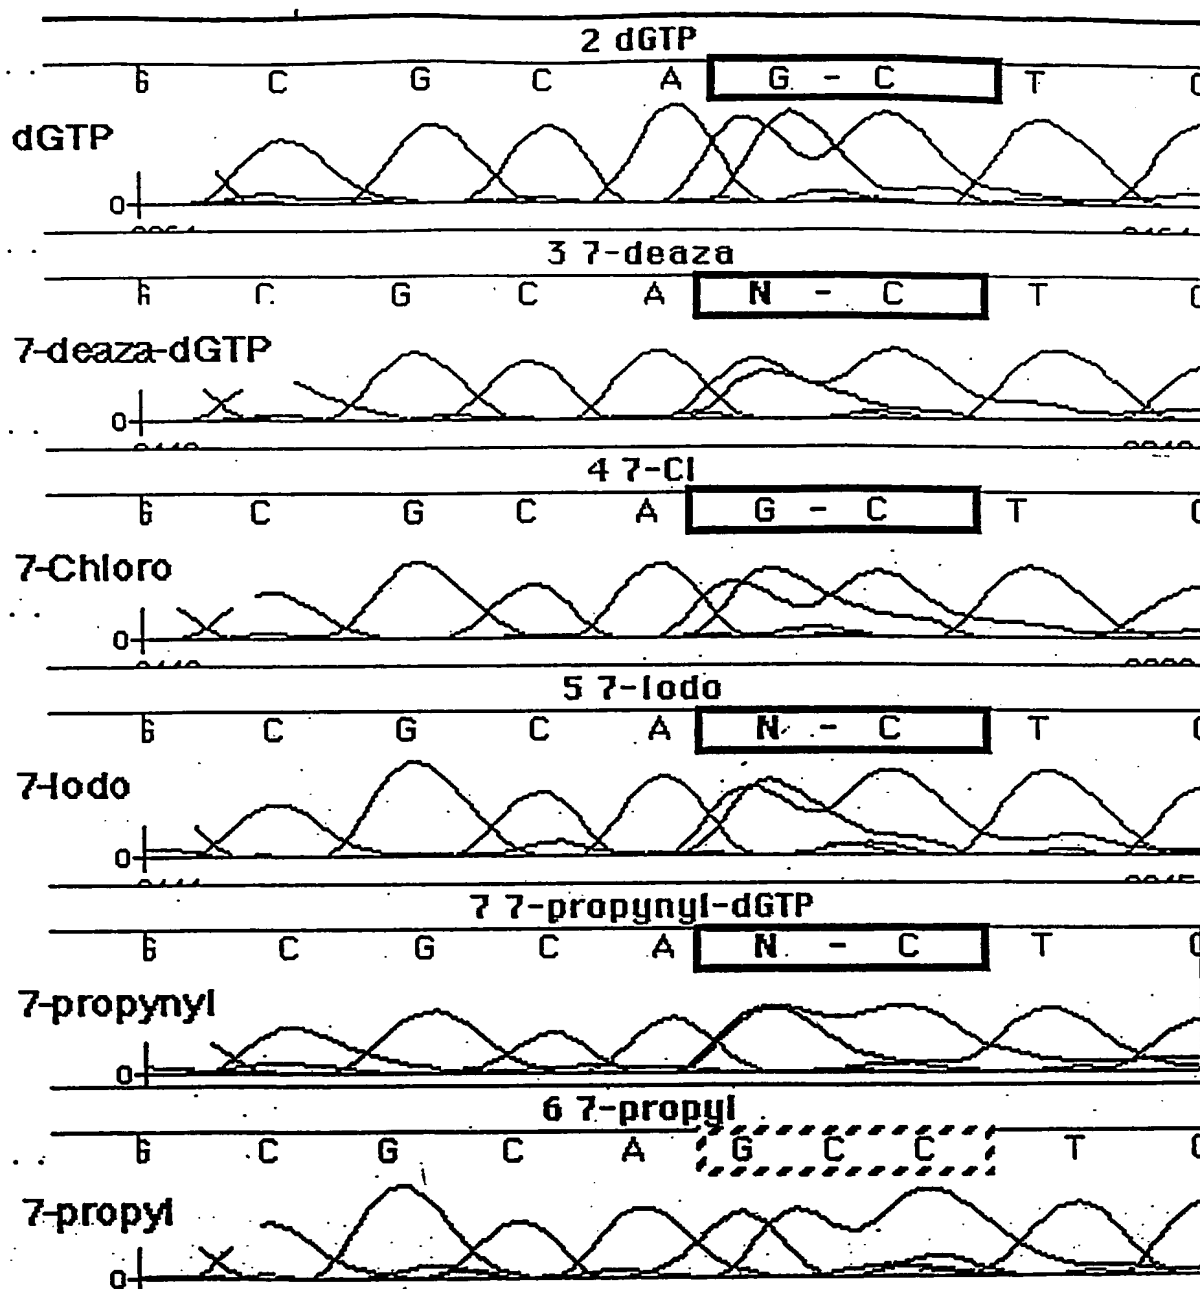 2 dGTP
G C G C A G - C T C
dGTP
0
3 7-deaza
G C G C A N - C T C
7-deaza-dGTP
0
4 7-Cl
G C G C A G - C T C
7-Chloro
0
5 7-Iodo
G C G C A N - C T C
7-Iodo
0
7 7-propynyl-dGTP
G C G C A N - C T C
7-propynyl
0
6 7-propyl
G C G C A G C C T C
7-propyl
0